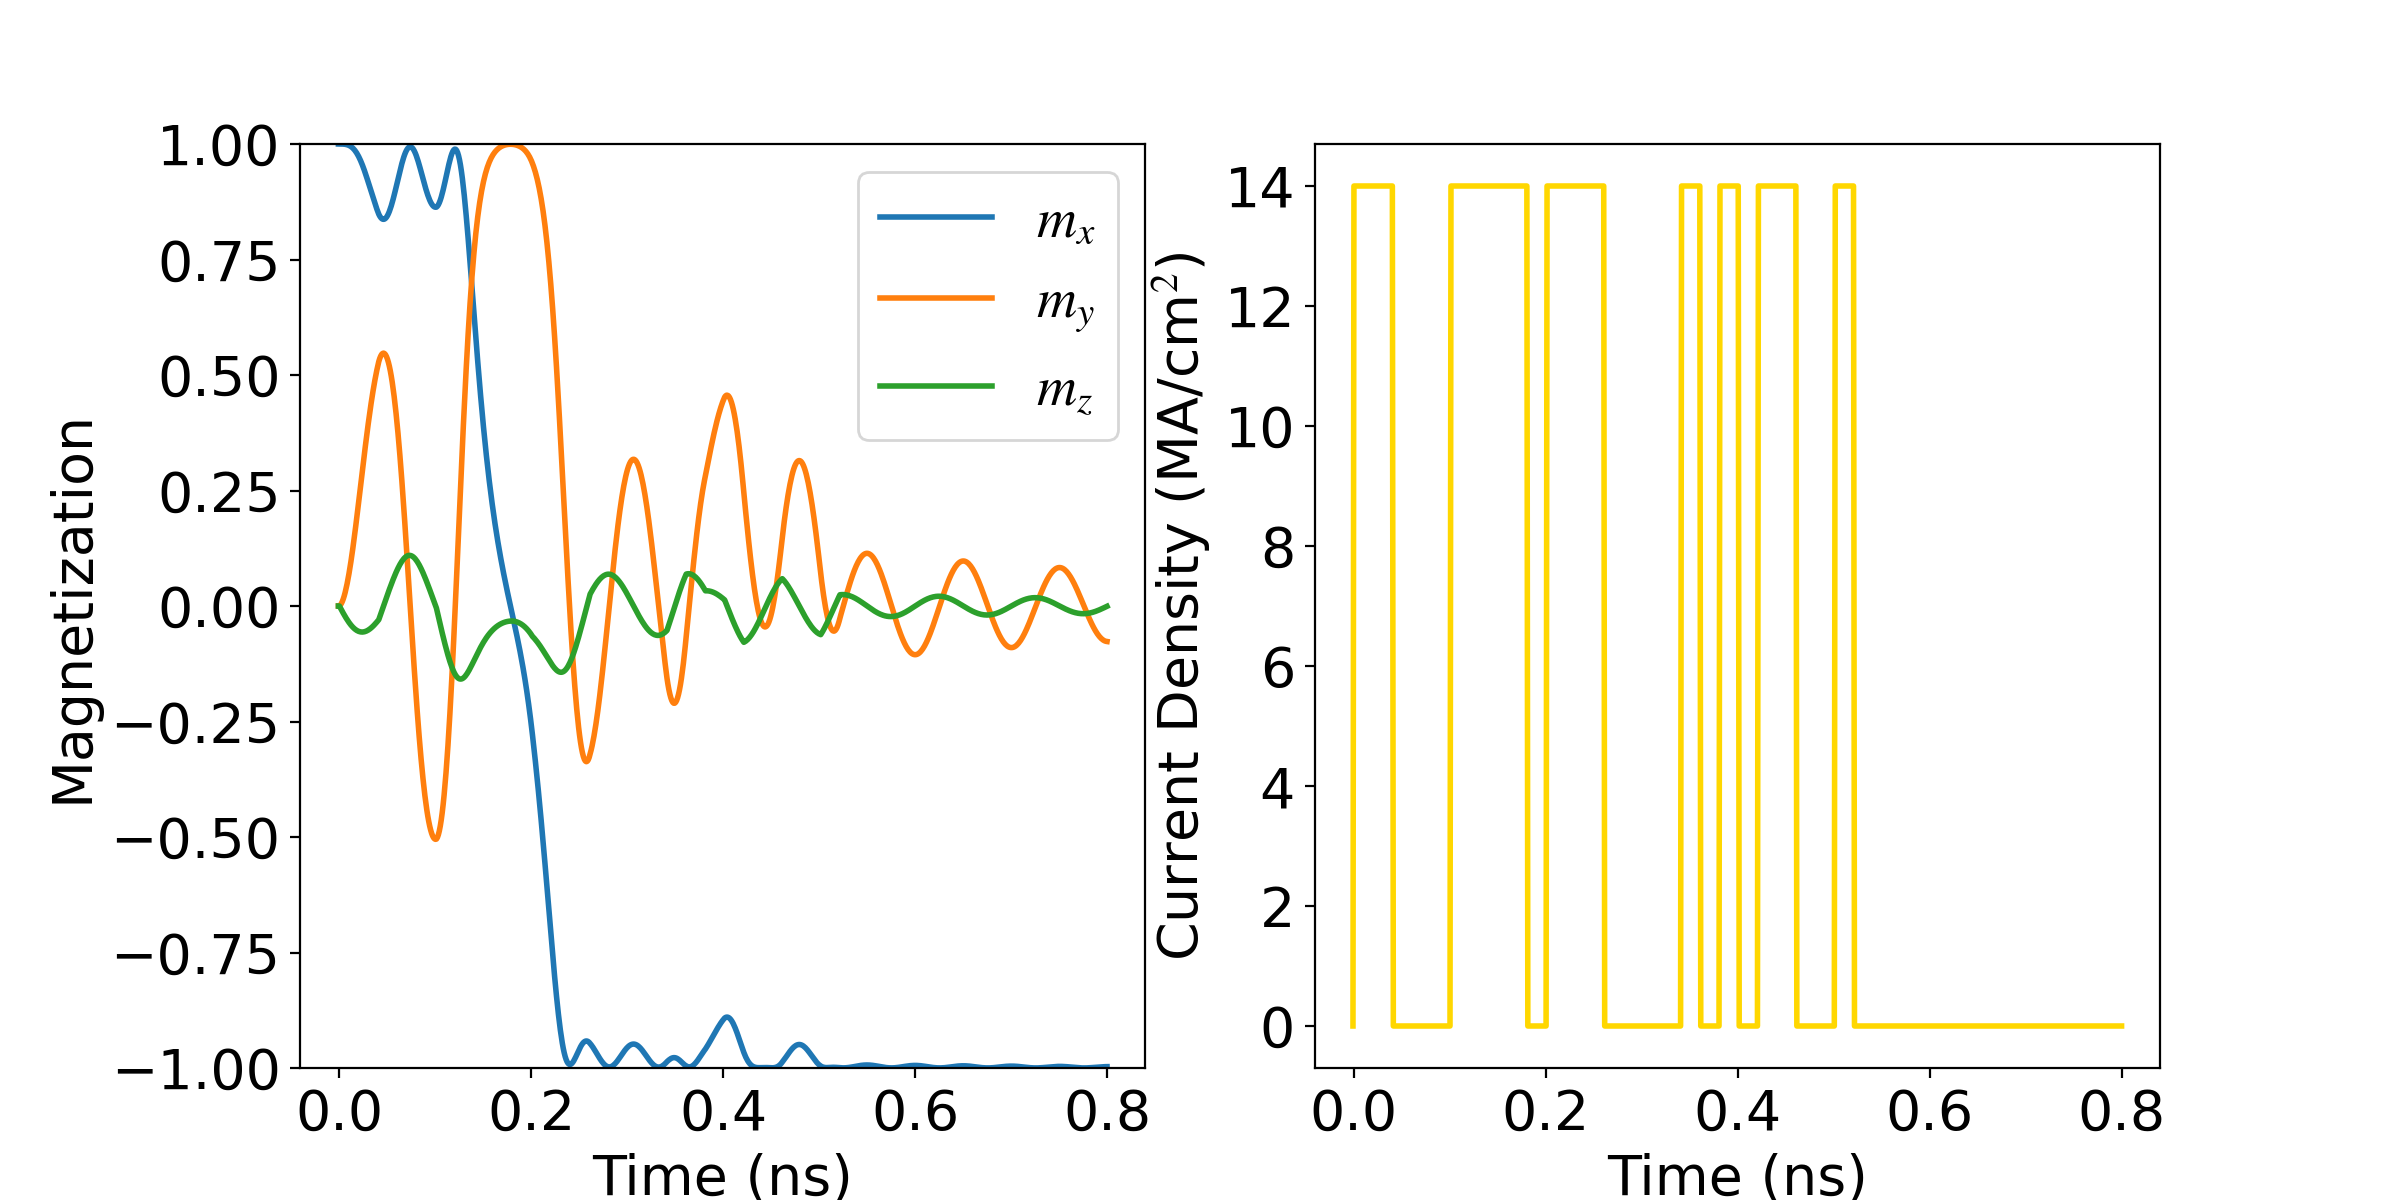 1.00
0.75
0.50
0.25
0.00
−0.25
−0.50
−0.75
−1.00
Magnetization
0.0 0.2 0.4 0.6 0.8
Time (ns)
m_x
m_y
m_z
14
12
10
8
6
4
2
0
Current Density (MA/cm²)
0.0 0.2 0.4 0.6 0.8
Time (ns)